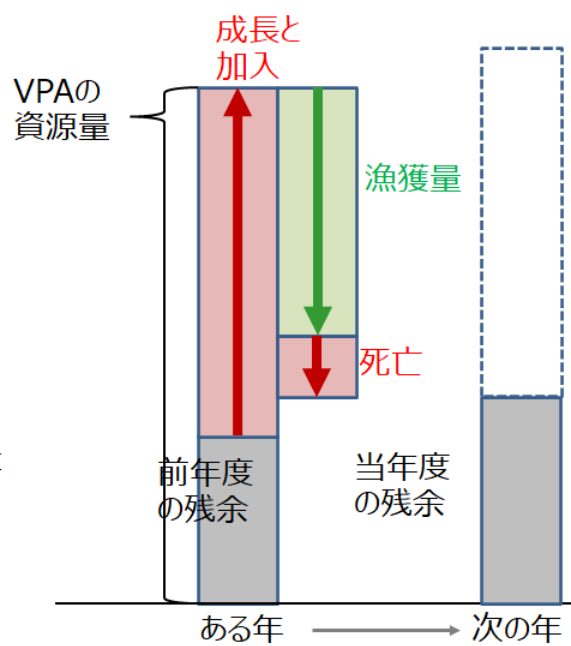 成長と
加入
VPAの
資源量
漁獲量
死亡
前年度
の残余
当年度
の残余
ある年
次の年